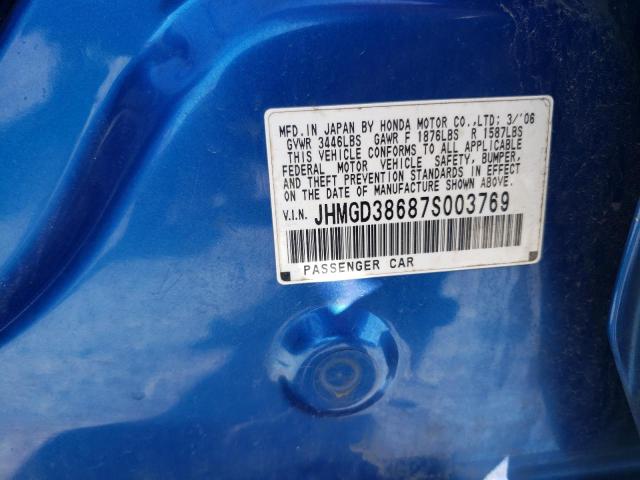 MFD.IN JAPAN BY HONDA MOTOR CO.,LTD; 3/'06
GVWR 3446LBS GAWR F 1876LBS R 1587LBS
THIS VEHICLE CONFORMS TO ALL APPLICABLE
FEDERAL MOTOR VEHICLE SAFETY, BUMPER,
AND THEFT PREVENTION STANDARDS IN EFFECT
ON THE DATE OF MANUFACTURE SHOWN ABOVE.
V.I.N. JHMGD38687S003769
PASSENGER CAR